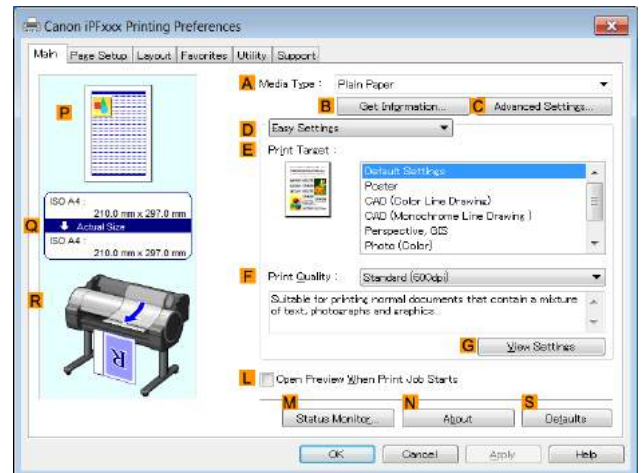 Canon iPFxxx Printing Preferences
Main Page Setup Layout Favorites Utility Support
A Media Type : Plain Paper
B Get Information... C Advanced Settings...
D Easy Settings
E Print Target :
Default Settings
Poster
CAD (Color Line Drawing)
CAD (Monochrome Line Drawing )
Perspective, GIS
Photo (Color)
P
Q
ISO A4 :
210.0 mm x 297.0 mm
Actual Size
ISO A4 :
210.0 mm x 297.0 mm
R
R
F Print Quality : Standard (600dpi)
Suitable for printing normal documents that contain a mixture
of text, photographs and graphics.
G View Settings
L Open Preview When Print Job Starts
M N S
Status Monitor... About Defaults
OK Cancel Apply Help